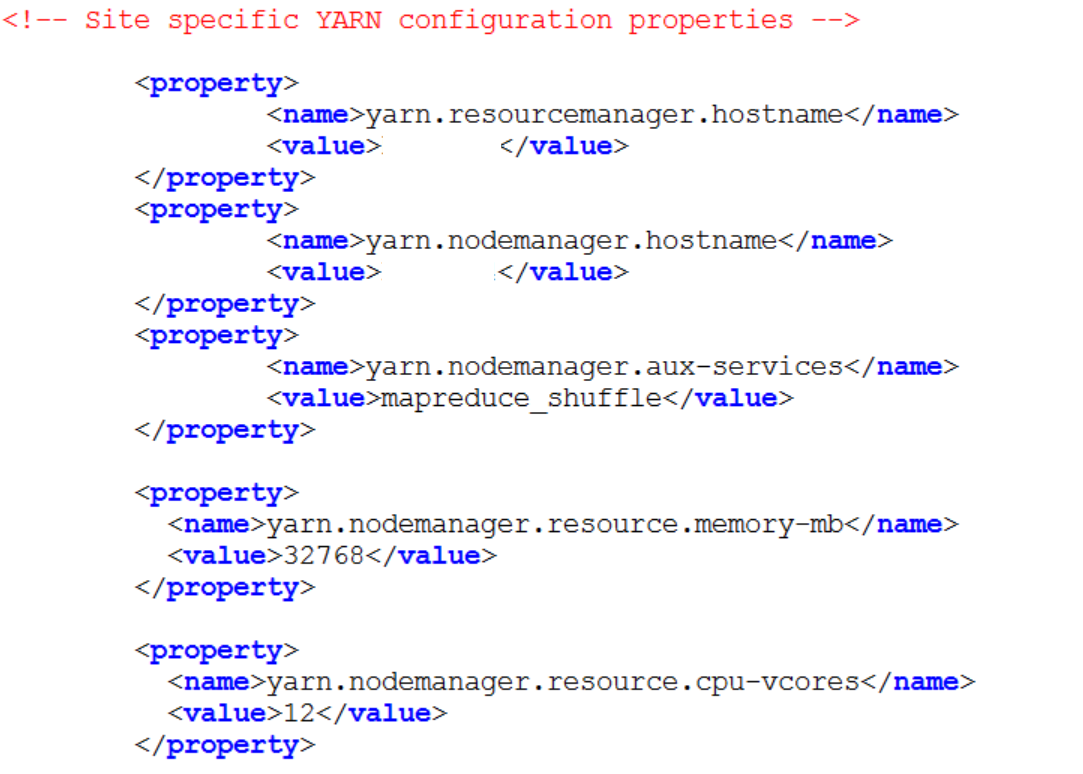 <!-- Site specific YARN configuration properties -->
<property>
<name>yarn.resourcemanager.hostname</name>
<value> </value>
</property>
<property>
<name>yarn.nodemanager.hostname</name>
<value> </value>
</property>
<property>
<name>yarn.nodemanager.aux-services</name>
<value>mapreduce_shuffle</value>
</property>
<property>
<name>yarn.nodemanager.resource.memory-mb</name>
<value>32768</value>
</property>
<property>
<name>yarn.nodemanager.resource.cpu-vcores</name>
<value>12</value>
</property>